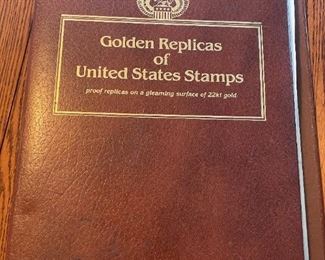 Golden Replicas
of
United States Stamps
proof replicas on a gleaming surface of 22kt gold